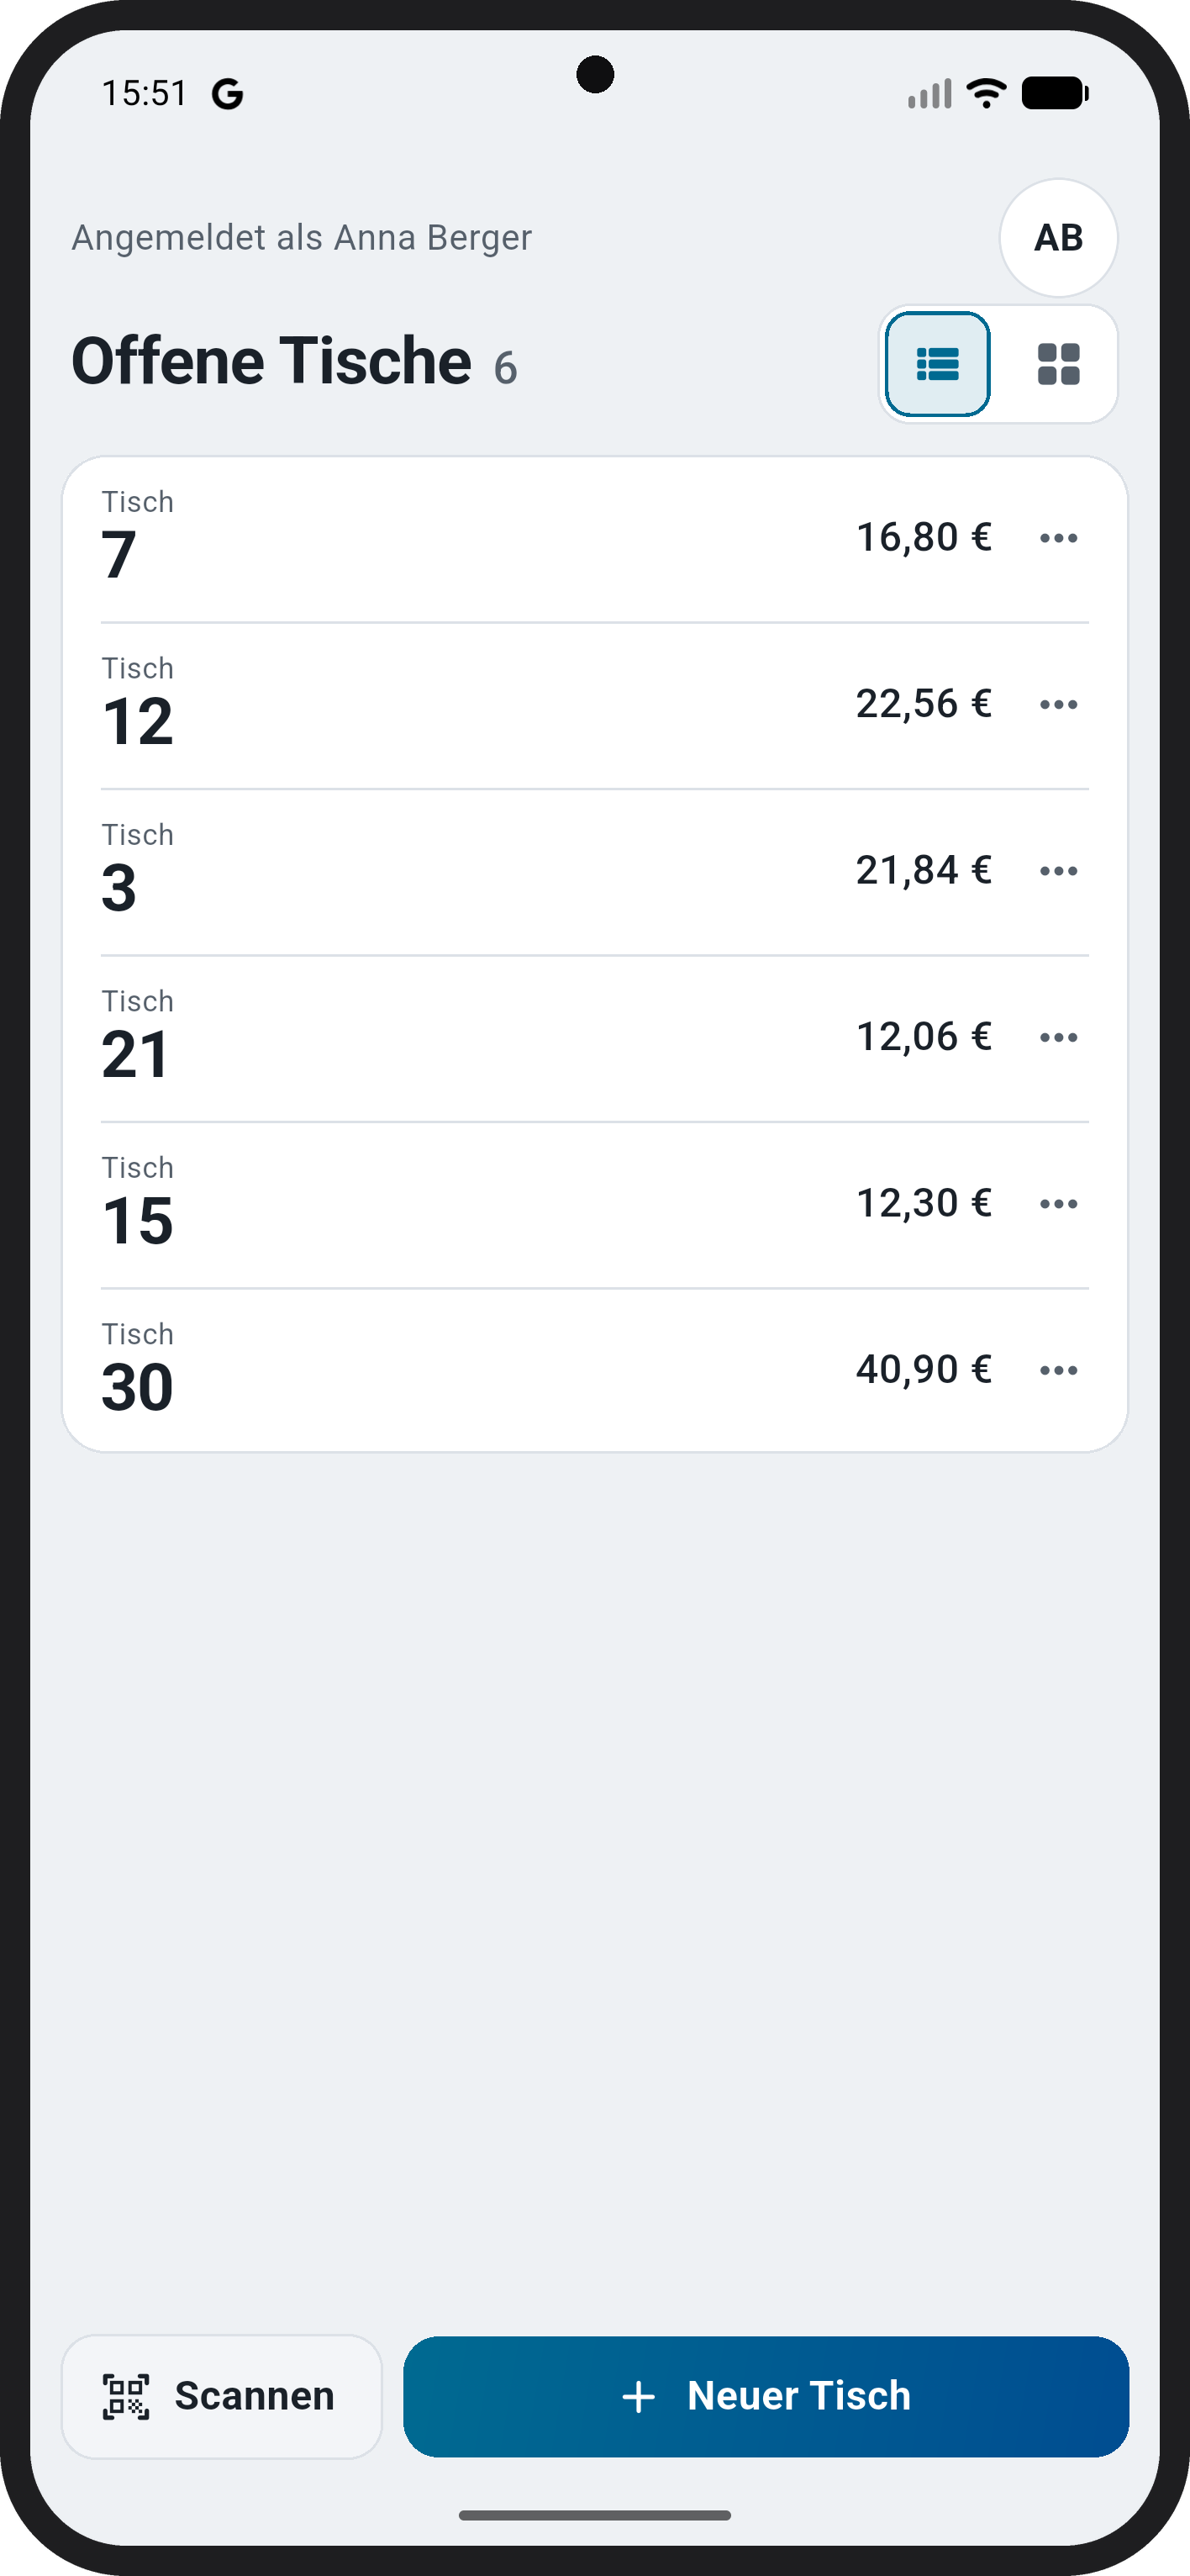 15:51 G
Angemeldet als Anna Berger
AB
Offene Tische 6
Tisch
7
16,80 €
Tisch
12
22,56 €
Tisch
3
21,84 €
Tisch
21
12,06 €
Tisch
15
12,30 €
Tisch
30
40,90 €
Scannen
+ Neuer Tisch